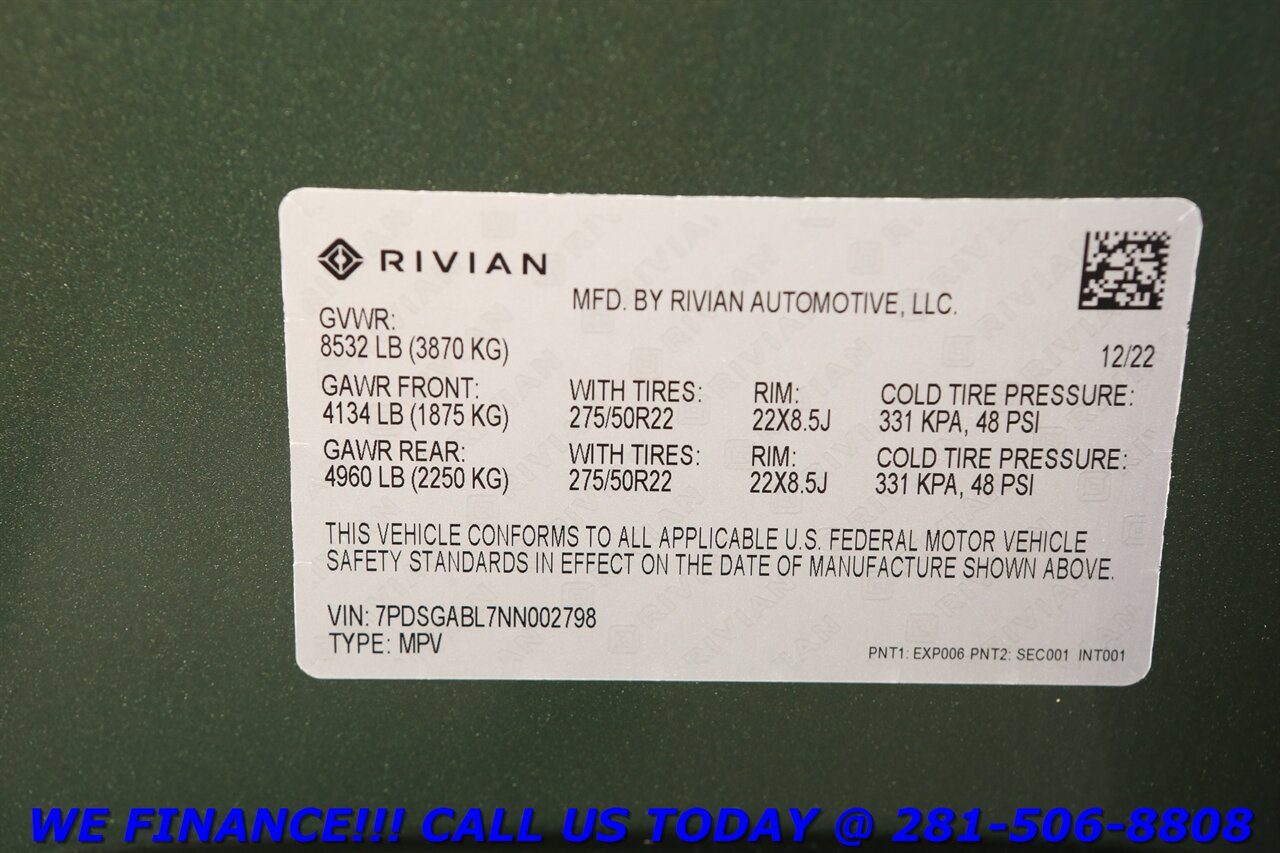 RIVIAN
MFD. BY RIVIAN AUTOMOTIVE, LLC.
GVWR:
8532 LB (3870 KG)
12/22
GAWR FRONT: WITH TIRES: RIM: COLD TIRE PRESSURE:
4134 LB (1875 KG) 275/50R22 22X8.5J 331 KPA, 48 PSI
GAWR REAR: WITH TIRES: RIM: COLD TIRE PRESSURE:
4960 LB (2250 KG) 275/50R22 22X8.5J 331 KPA, 48 PSI
THIS VEHICLE CONFORMS TO ALL APPLICABLE U.S. FEDERAL MOTOR VEHICLE
SAFETY STANDARDS IN EFFECT ON THE DATE OF MANUFACTURE SHOWN ABOVE.
VIN: 7PDSGABL7NN002798
TYPE: MPV
PNT1: EXP006 PNT2: SEC001 INT001
WE FINANCE!!! CALL US TODAY @ 281-506-8808